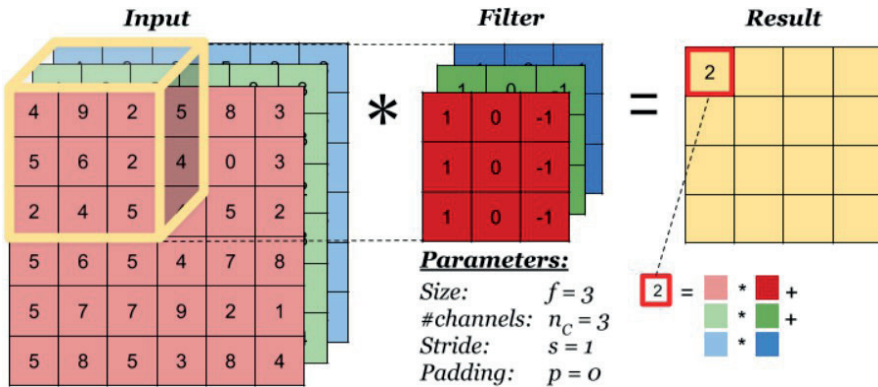 Input Filter Result
4 9 2 5 8 3
5 6 2 4 0 3
2 4 5 5 2
5 6 5 4 7 8
5 7 7 9 2 1
5 8 5 3 8 4
*
1 0 -1
1 0 -1
1 0 -1
=
2
Parameters:
Size: f = 3
#channels: n_C = 3
Stride: s = 1
Padding: p = 0
2 = * +
* +
*